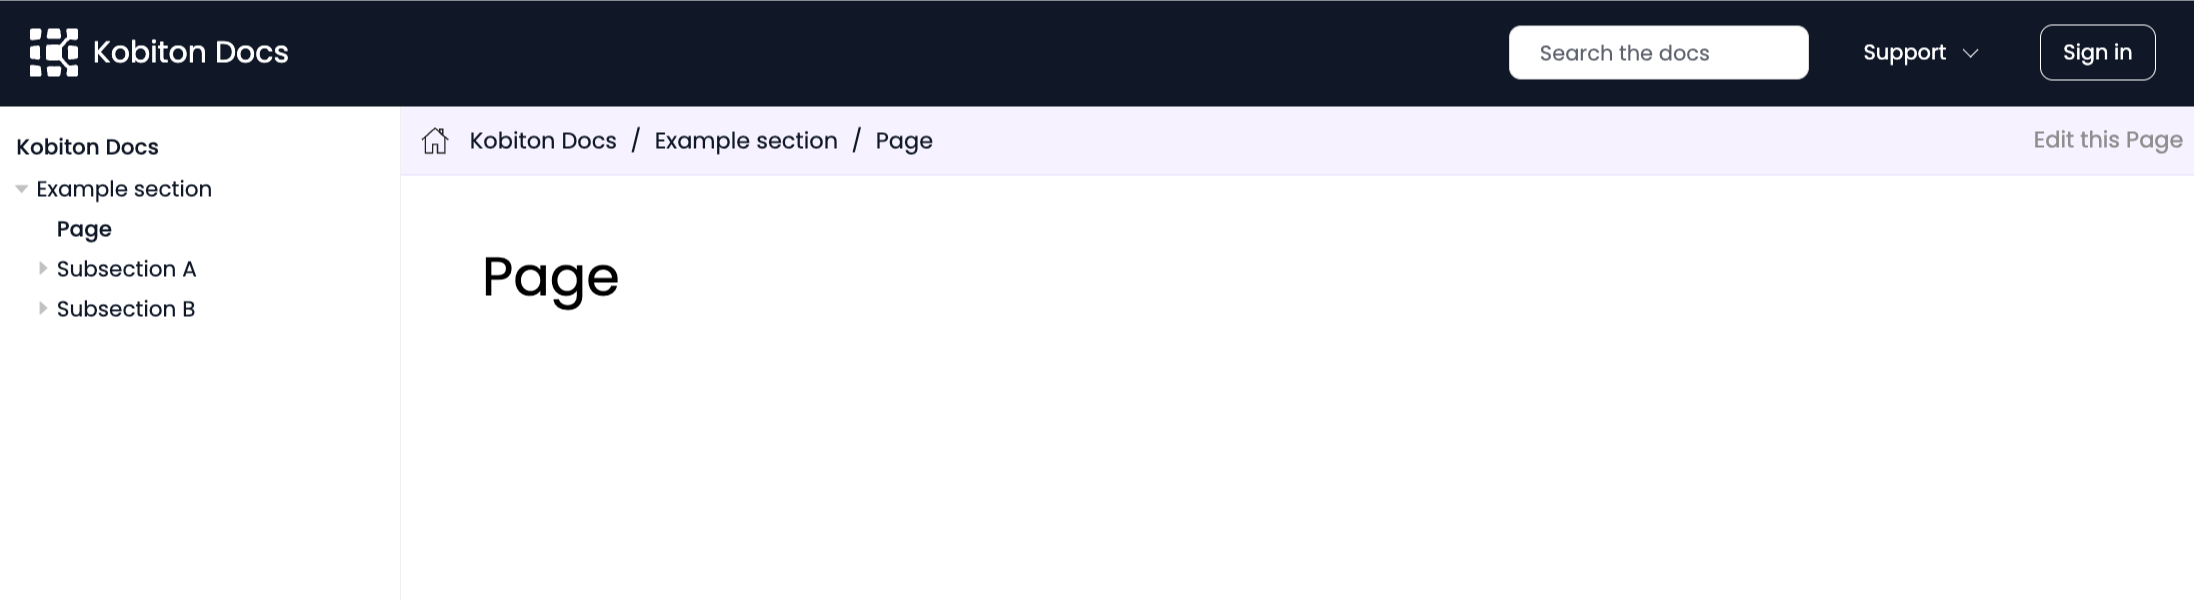 Kobiton Docs
Search the docs
Support
Sign in
Kobiton Docs
Example section
Page
Subsection A
Subsection B
Kobiton Docs / Example section / Page
Edit this Page
Page